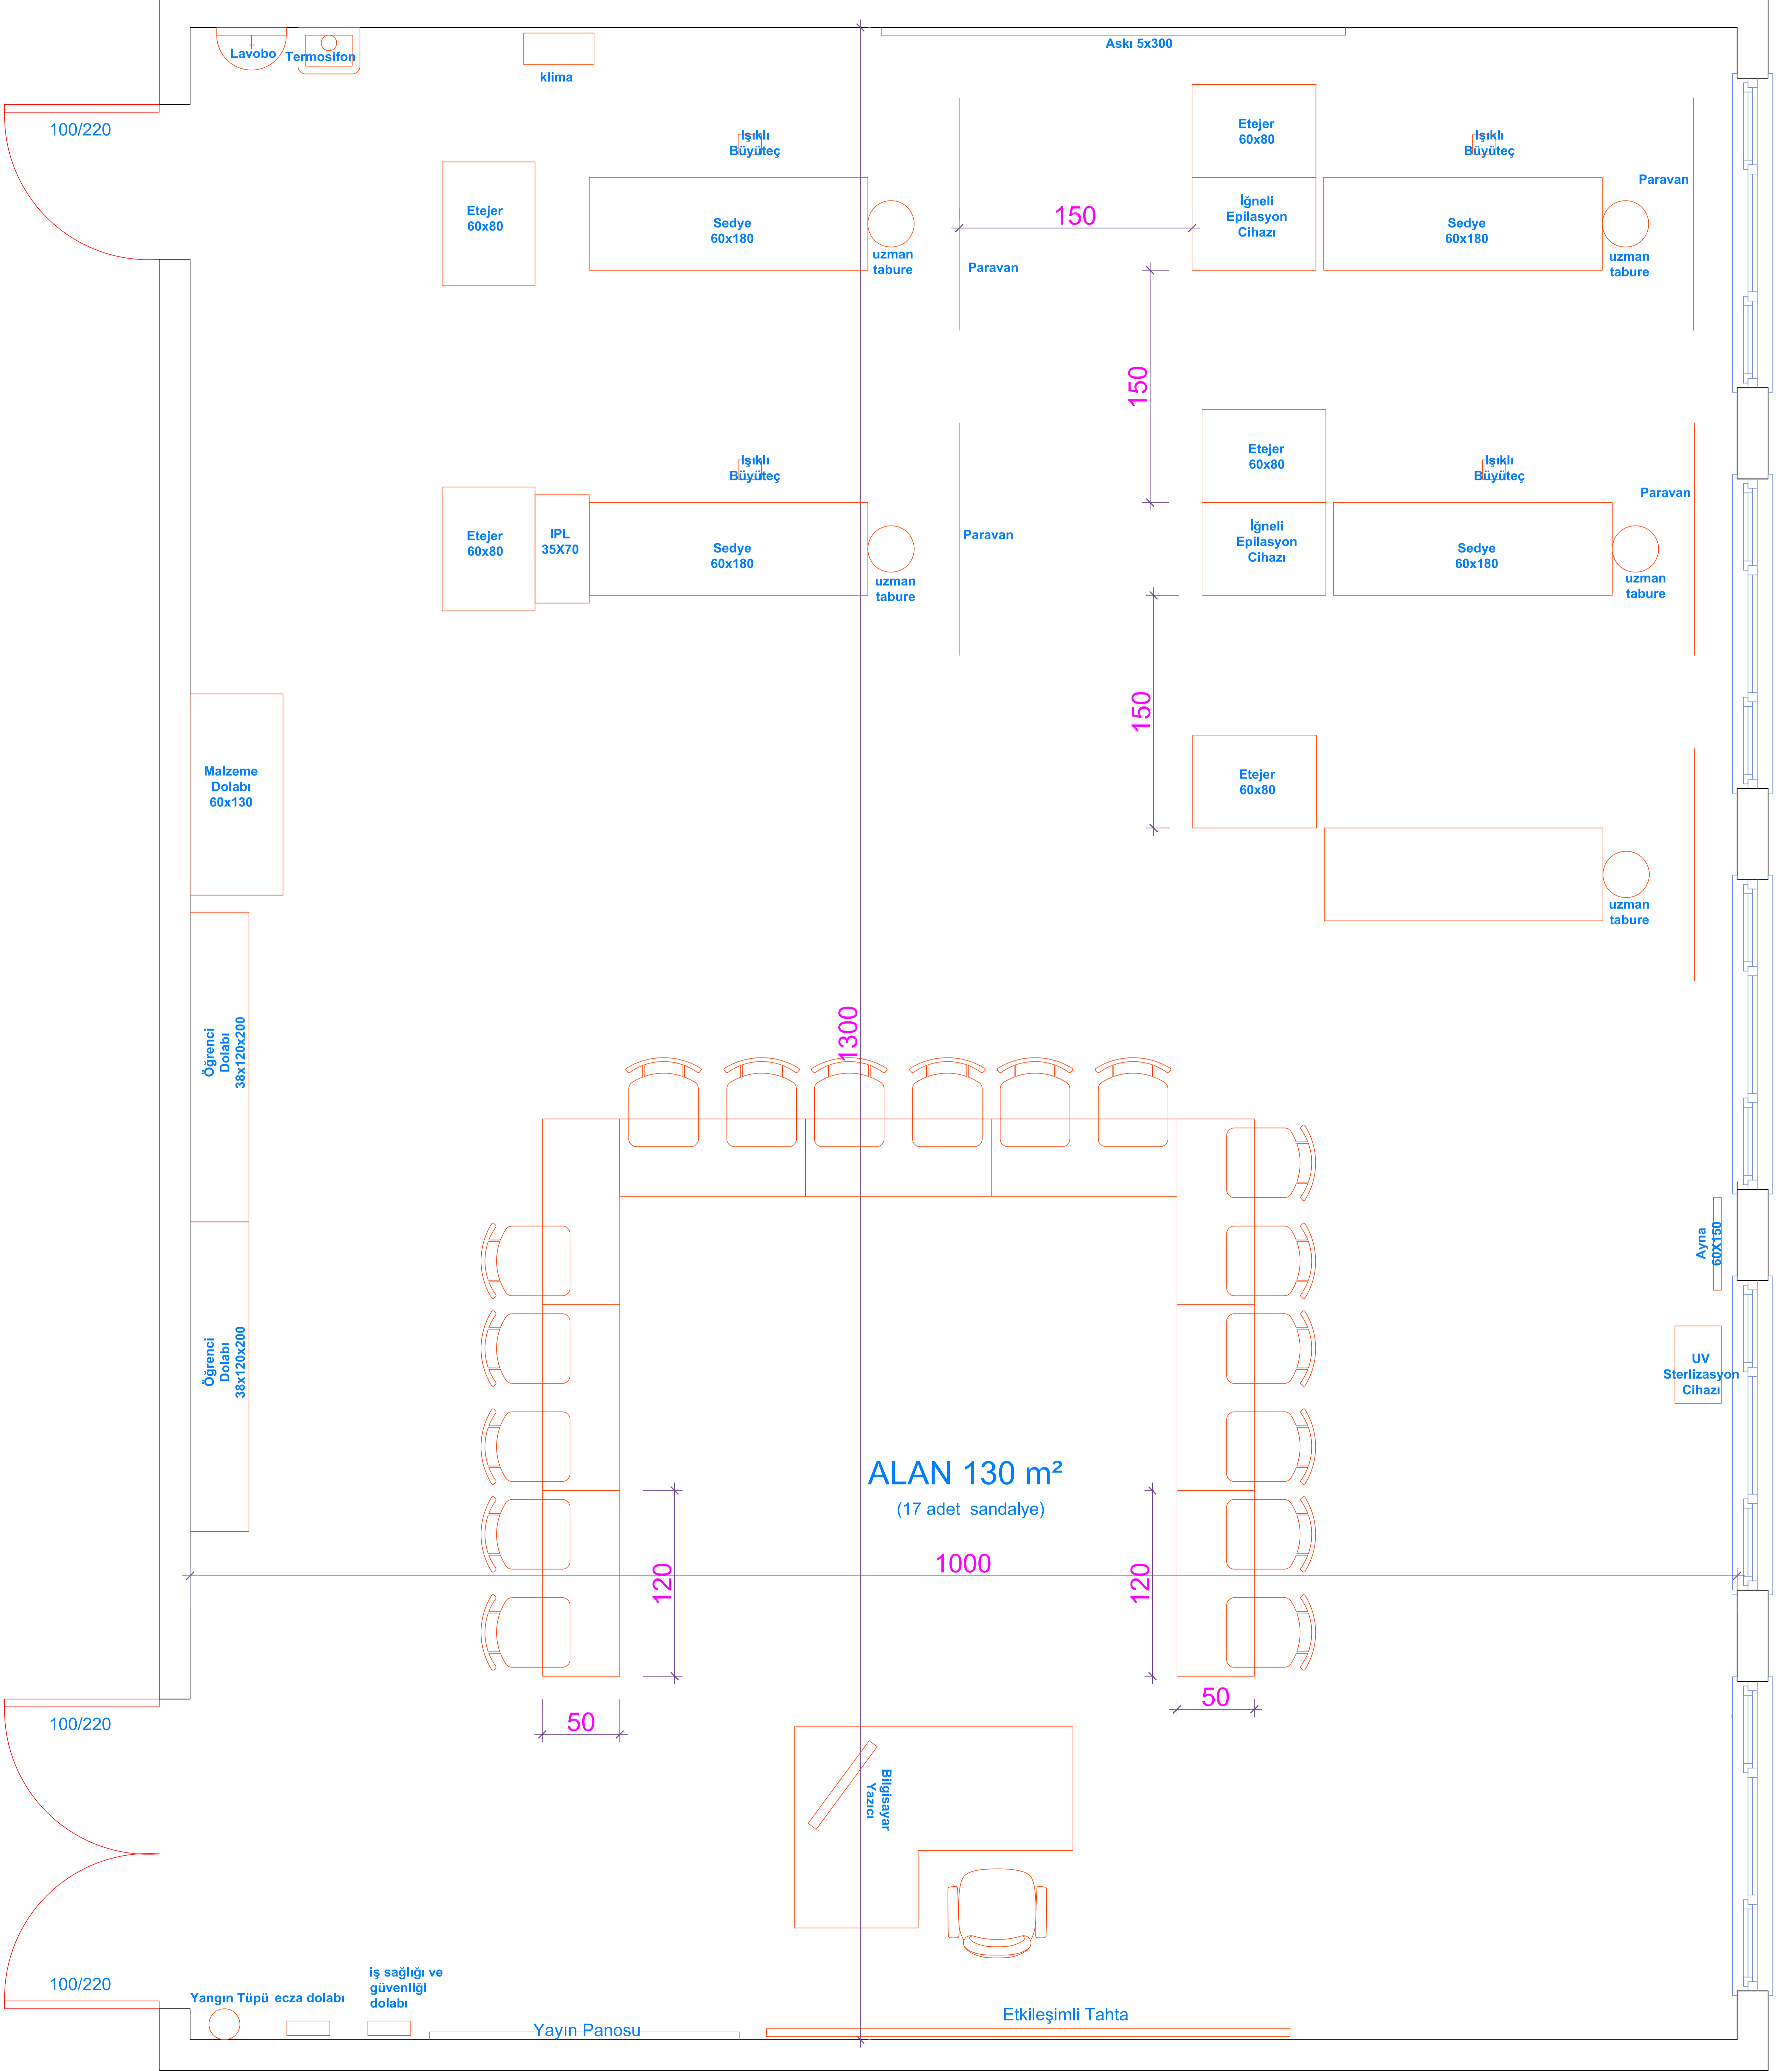 Lavobo
Termosifon
klima
Askı 5x300
100/220
Işıklı
Büyüteç
Etejer
60x80
Işıklı
Büyüteç
Paravan
Etejer
60x80
Sedye
60x180
uzman
tabure
150
Paravan
İğneli
Epilasyon
Cihazı
Sedye
60x180
uzman
tabure
150
Işıklı
Büyüteç
Etejer
60x80
Işıklı
Büyüteç
Paravan
Etejer
60x80
IPL
35X70
Sedye
60x180
uzman
tabure
Paravan
İğneli
Epilasyon
Cihazı
Sedye
60x180
uzman
tabure
150
Malzeme
Dolabı
60x130
Etejer
60x80
uzman
tabure
Öğrenci
Dolabı
38x120x200
1300
Ayna
60X150
Öğrenci
Dolabı
38x120x200
UV
Sterlizasyon
Cihazı
ALAN 130 m²
(17 adet sandalye)
120
1000
120
50
50
100/220
Bilgisayar
Yazıcı
100/220
Yangın Tüpü
ecza dolabı
iş sağlığı ve
güvenliği
dolabı
Yayın Panosu
Etkileşimli Tahta